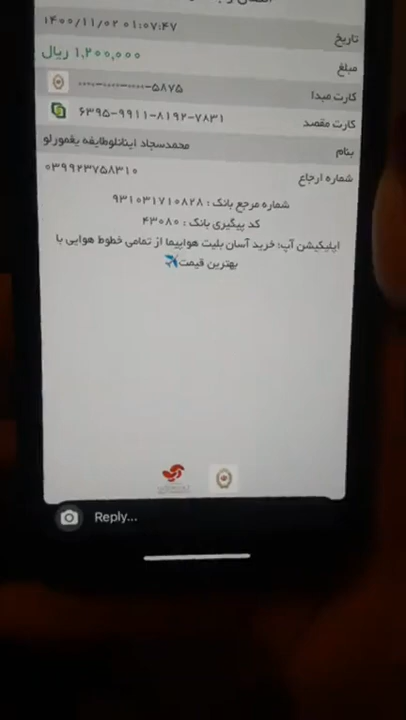 تاریخ ۱۴۰۰/۱۱/۰۲ ۰۱:۰۷:۴۷
مبلغ ۱,۲۰۰,۰۰۰ ریال
کارت مبدا ····-····-····-۵۸۷۵
کارت مقصد ۶۳۹۵-۹۹۱۱-۸۱۹۲-۷۸۳۱
بنام محمدسجاد اینانلوطایفه یغمورلو
شماره ارجاع ۰۳۹۹۲۳۷۵۸۳۱۰
شماره مرجع بانک : ۹۳۱۰۳۱۷۱۰۸۲۸
کد پیگیری بانک : ۴۳۰۸۰
اپلیکیشن آپ: خرید آسان بلیت هواپیما از تمامی خطوط هوایی با
بهترین قیمت✈️
Reply...